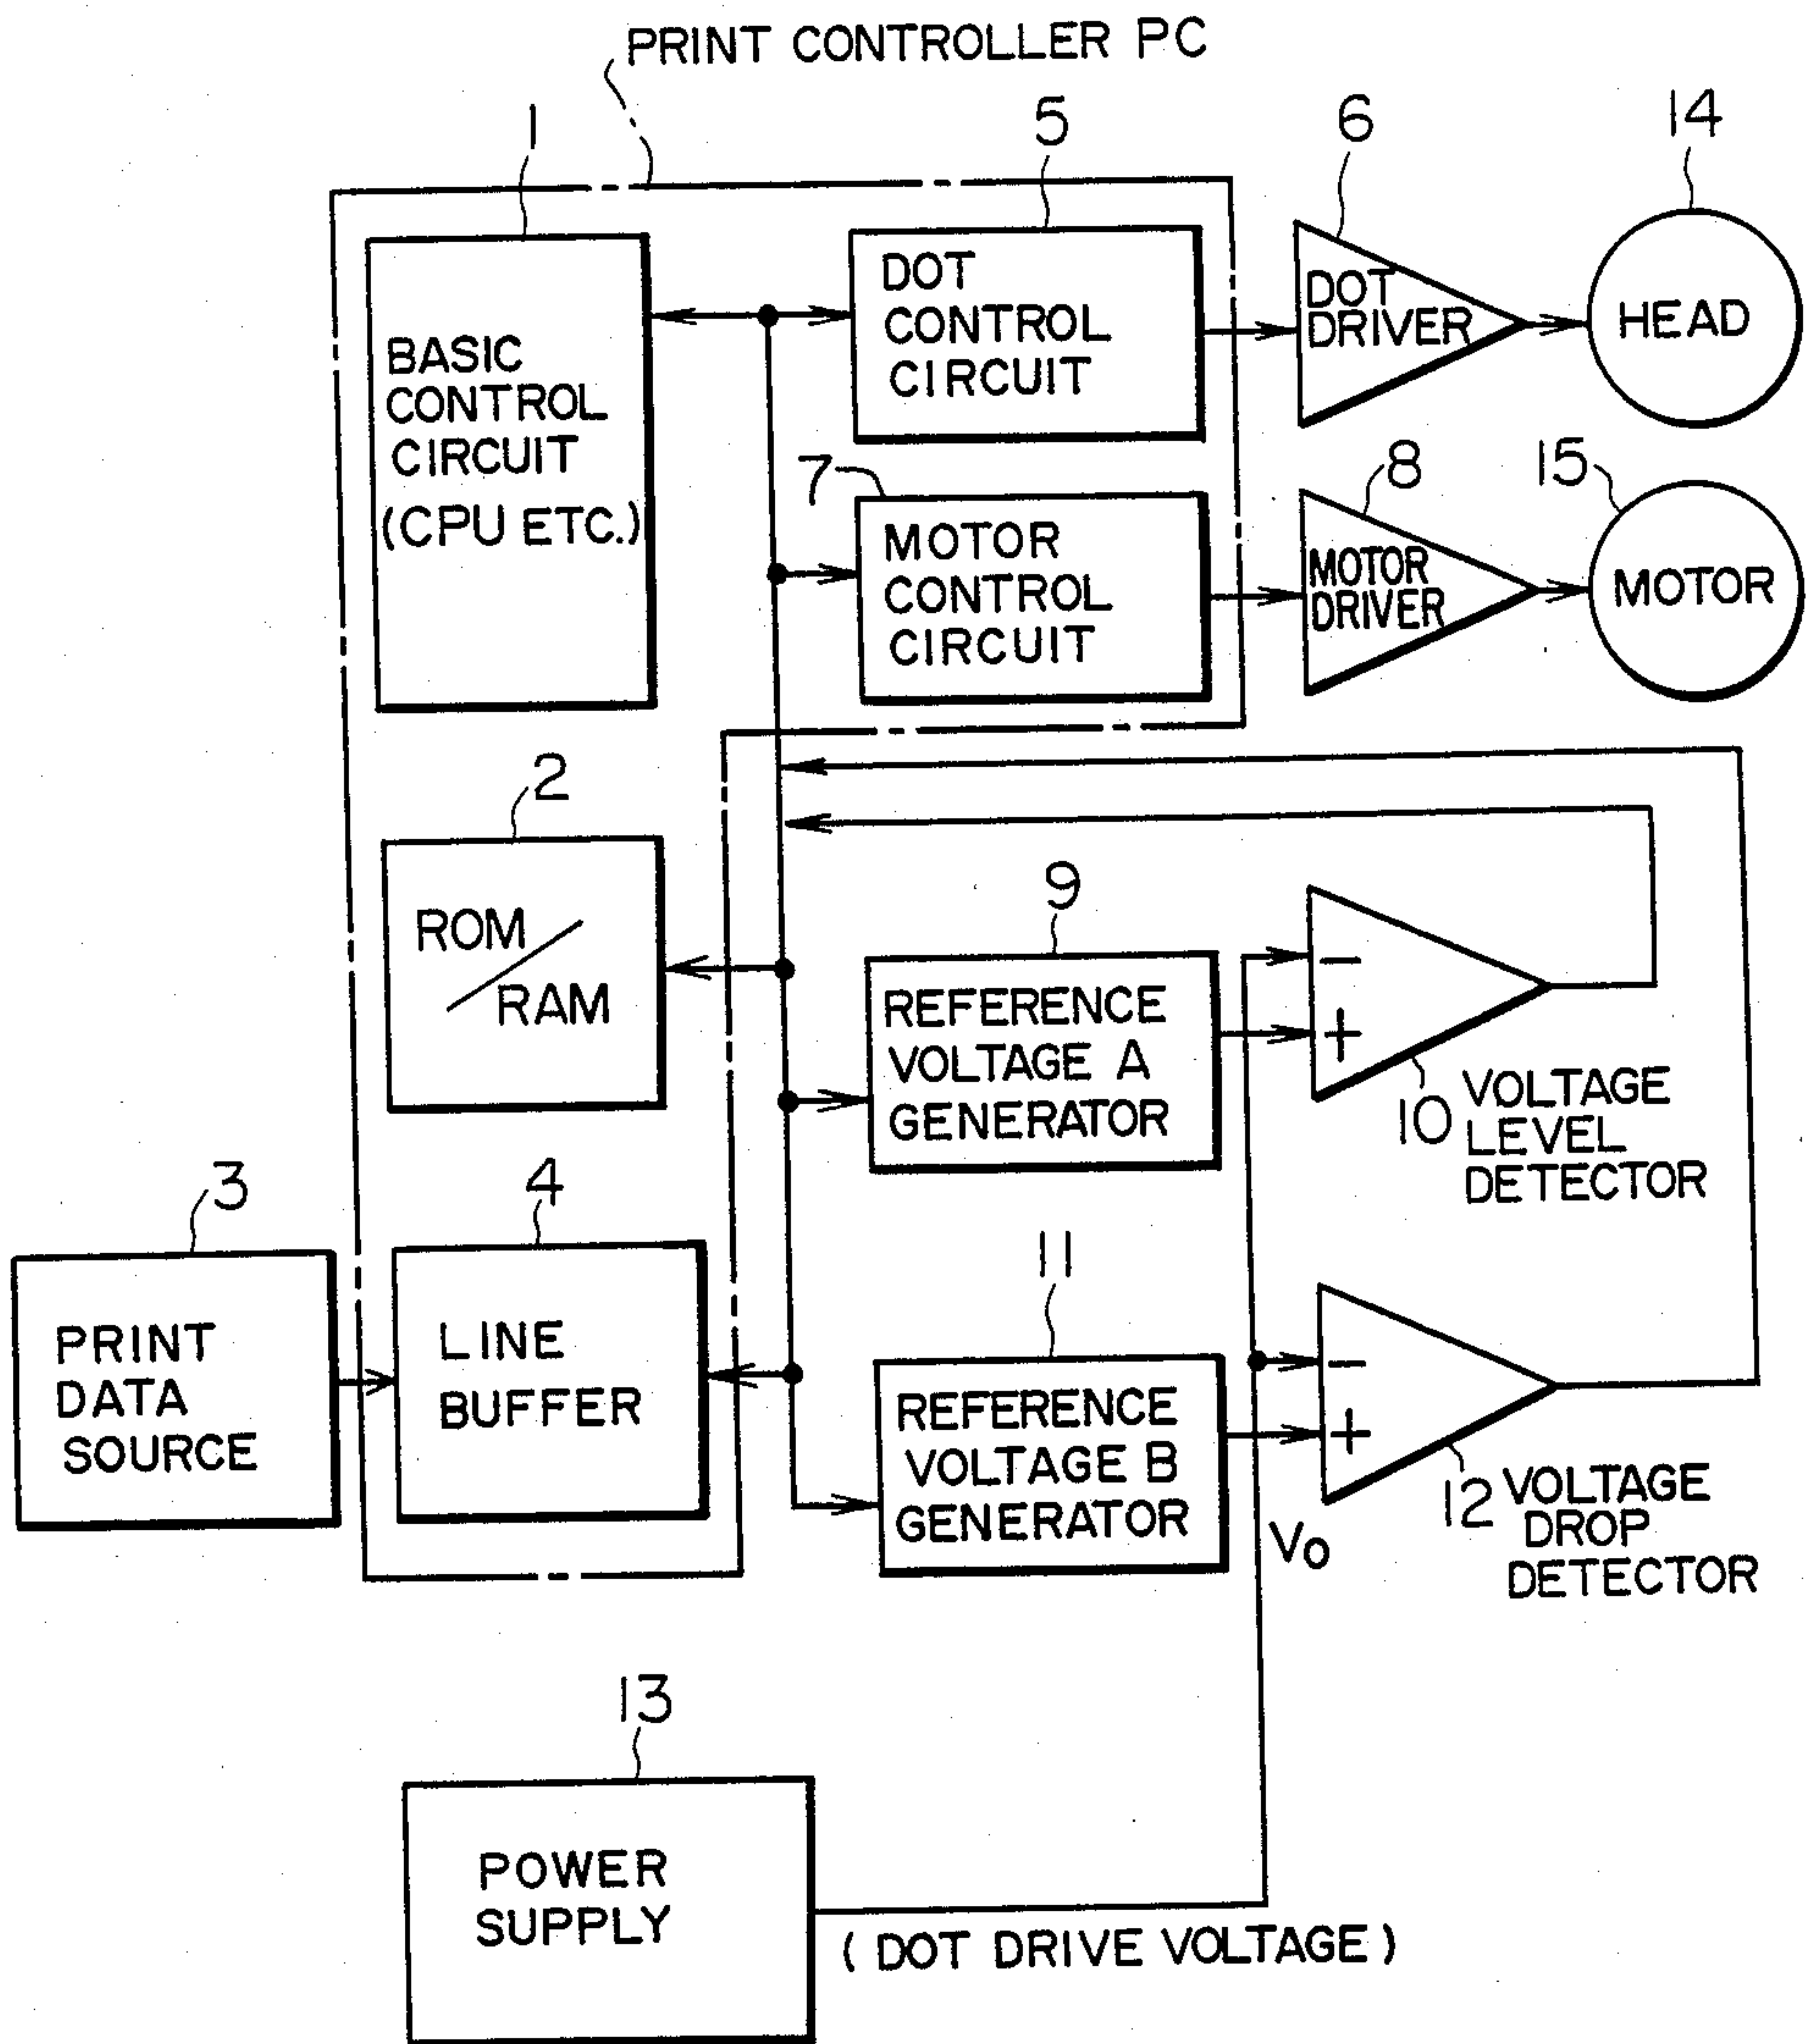 PRINT CONTROLLER PC
1
5
6
14
BASIC
CONTROL
CIRCUIT
(CPU ETC.)
DOT
CONTROL
CIRCUIT
DOT
DRIVER
HEAD
7
8
15
MOTOR
CONTROL
CIRCUIT
MOTOR
DRIVER
MOTOR
2
ROM
/
RAM
9
REFERENCE
VOLTAGE A
GENERATOR
−
+
10 VOLTAGE
LEVEL
DETECTOR
3
4
11
PRINT
DATA
SOURCE
LINE
BUFFER
REFERENCE
VOLTAGE B
GENERATOR
−
+
12 VOLTAGE
DROP
DETECTOR
V0
13
POWER
SUPPLY
(DOT DRIVE VOLTAGE)